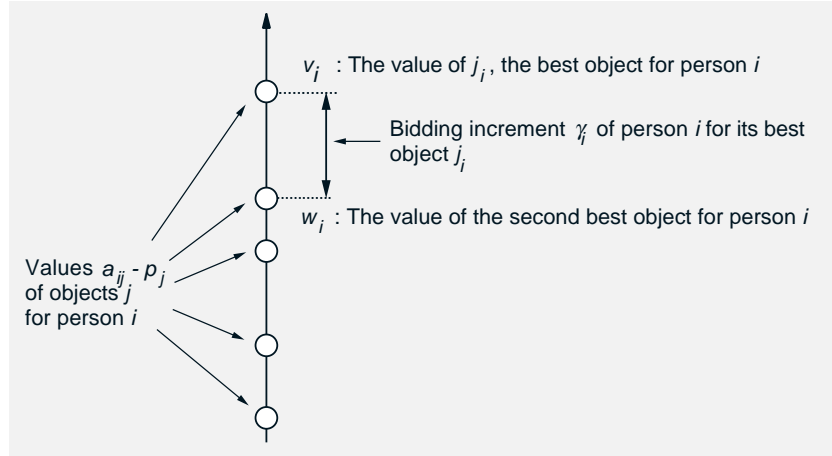 v_i : The value of j_i, the best object for person i
Bidding increment γ_i of person i for its best
object j_i
w_i : The value of the second best object for person i
Values a_ij - p_j
of objects j
for person i